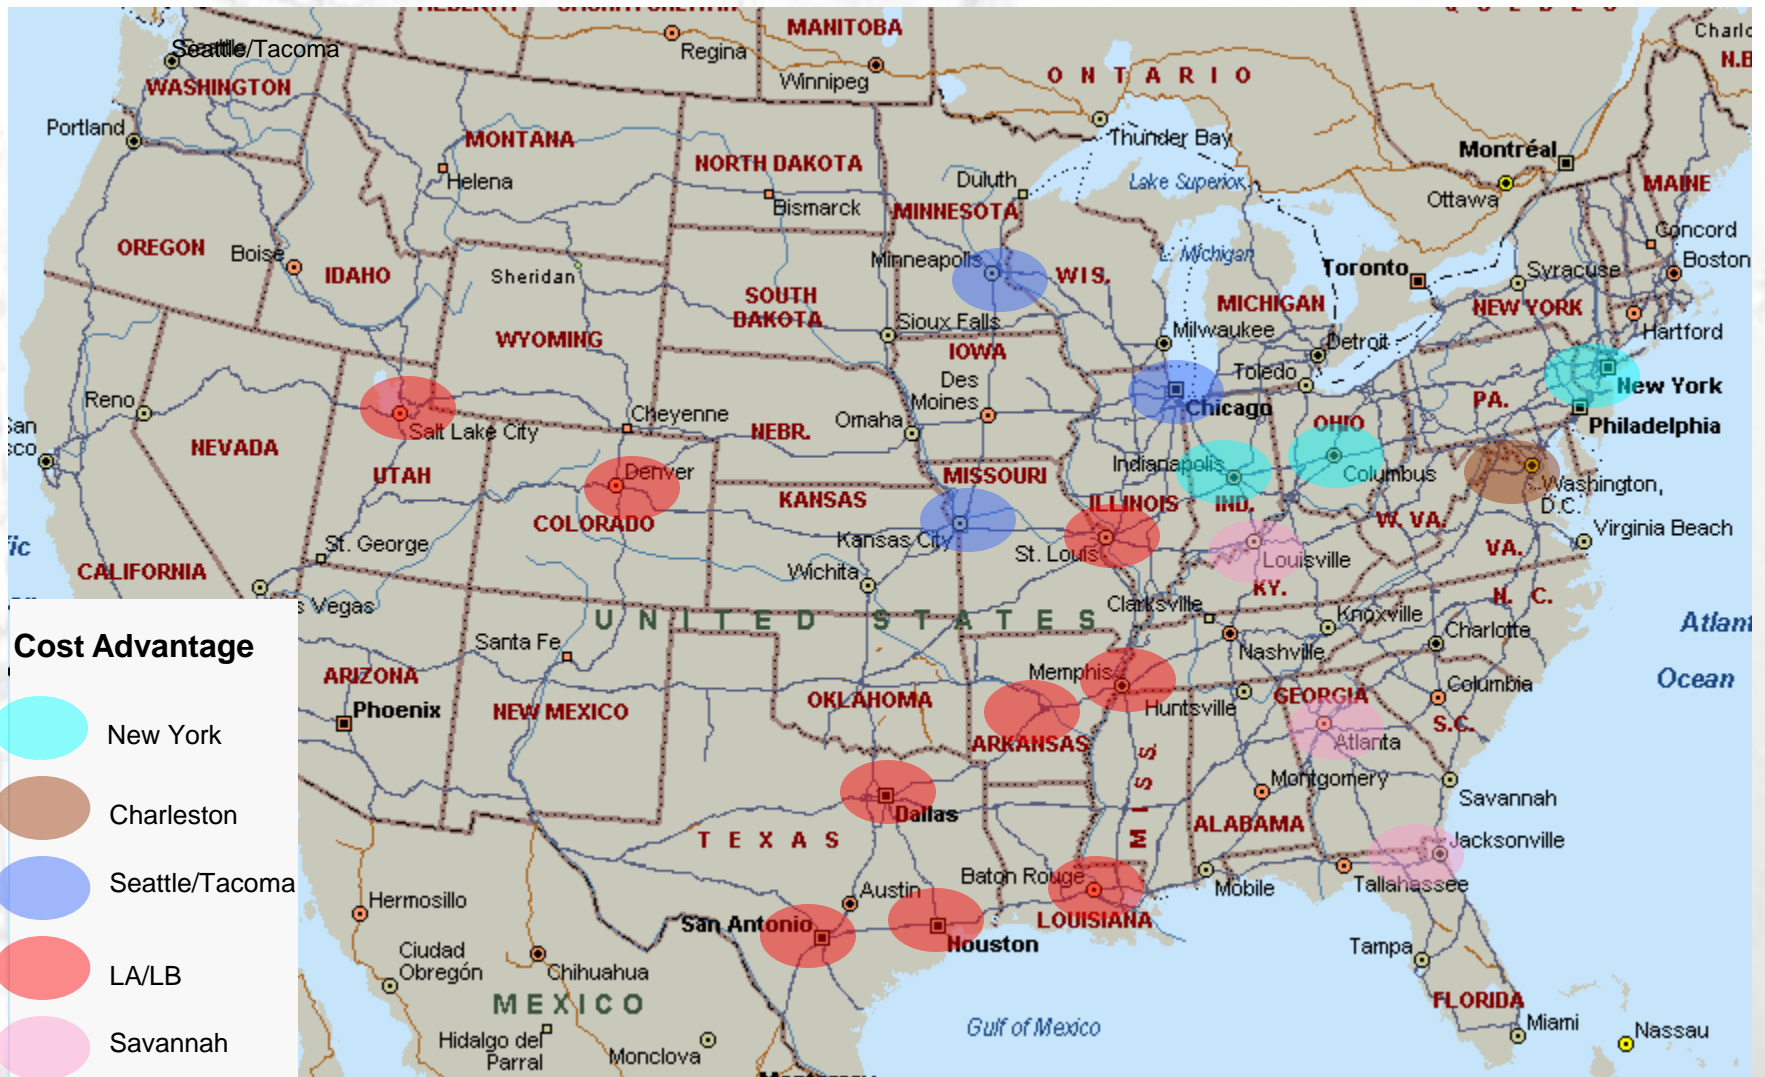 MANITOBA
Charlo
N.B
Seattle/Tacoma
Regina
Winnipeg
ONTARIO
WASHINGTON
Portland
MONTANA
NORTH DAKOTA
Thunder Bay
Montréal
Helena
Bismarck
Duluth
Lake Superior
Ottawa
MAINE
MINNESOTA
OREGON
Boise
IDAHO
Sheridan
Minneapolis
WIS.
L. Michigan
Toronto
Syracuse
Concord
Boston
SOUTH
DAKOTA
MICHIGAN
NEW YORK
WYOMING
Sioux Falls
Milwaukee
Detroit
Hartford
IOWA
Des
Moines
Toledo
New York
Reno
Cheyenne
Omaha
Chicago
PA.
Philadelphia
San
sco
Salt Lake City
NEVADA
NEBR.
OHIO
UTAH
Denver
MISSOURI
Indianapolis
Columbus
Washington,
D.C.
KANSAS
ILLINOIS
IND.
W. VA.
COLORADO
Virginia Beach
fic
St. George
Kansas City
St. Louis
Louisville
VA.
CALIFORNIA
Wichita
KY.
s Vegas
UNITED STATES
Clarksville
Knoxville
N. C.
Atlant
Cost Advantage
Santa Fe
Nashville
Charlotte
ARIZONA
Memphis
Ocean
Phoenix
NEW MEXICO
OKLAHOMA
Huntsville
GEORGIA
Columbia
S.C.
New York
ARKANSAS
Atlanta
MISS.
Montgomery
Savannah
Charleston
Dallas
TEXAS
ALABAMA
Jacksonville
Seattle/Tacoma
Hermosillo
Austin
Baton Rouge
Mobile
Tallahassee
San Antonio
Houston
LOUISIANA
Ciudad
Obregón
Chihuahua
Tampa
LA/LB
MEXICO
FLORIDA
Gulf of Mexico
Miami
Nassau
Savannah
Hidalgo del
Parral
Monclova